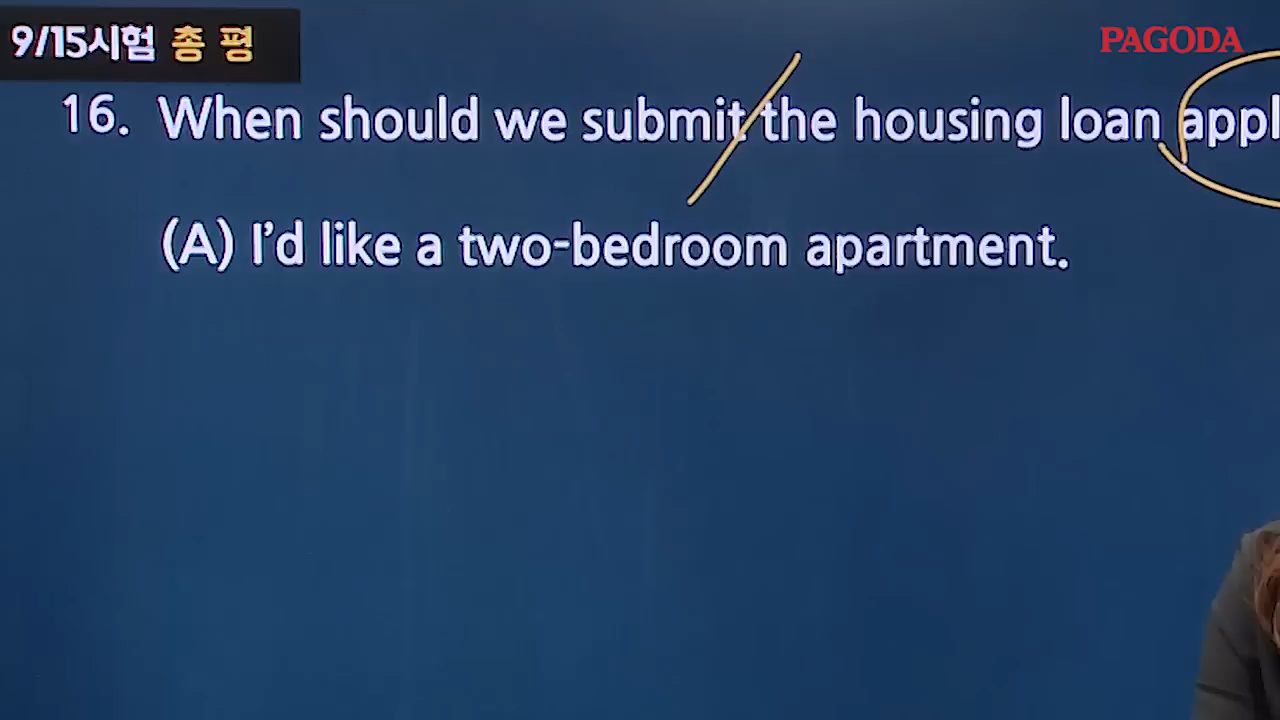 9/15시험 총 평
PAGODA
16. When should we submit the housing loan
(A) I'd like a two-bedroom apartment.